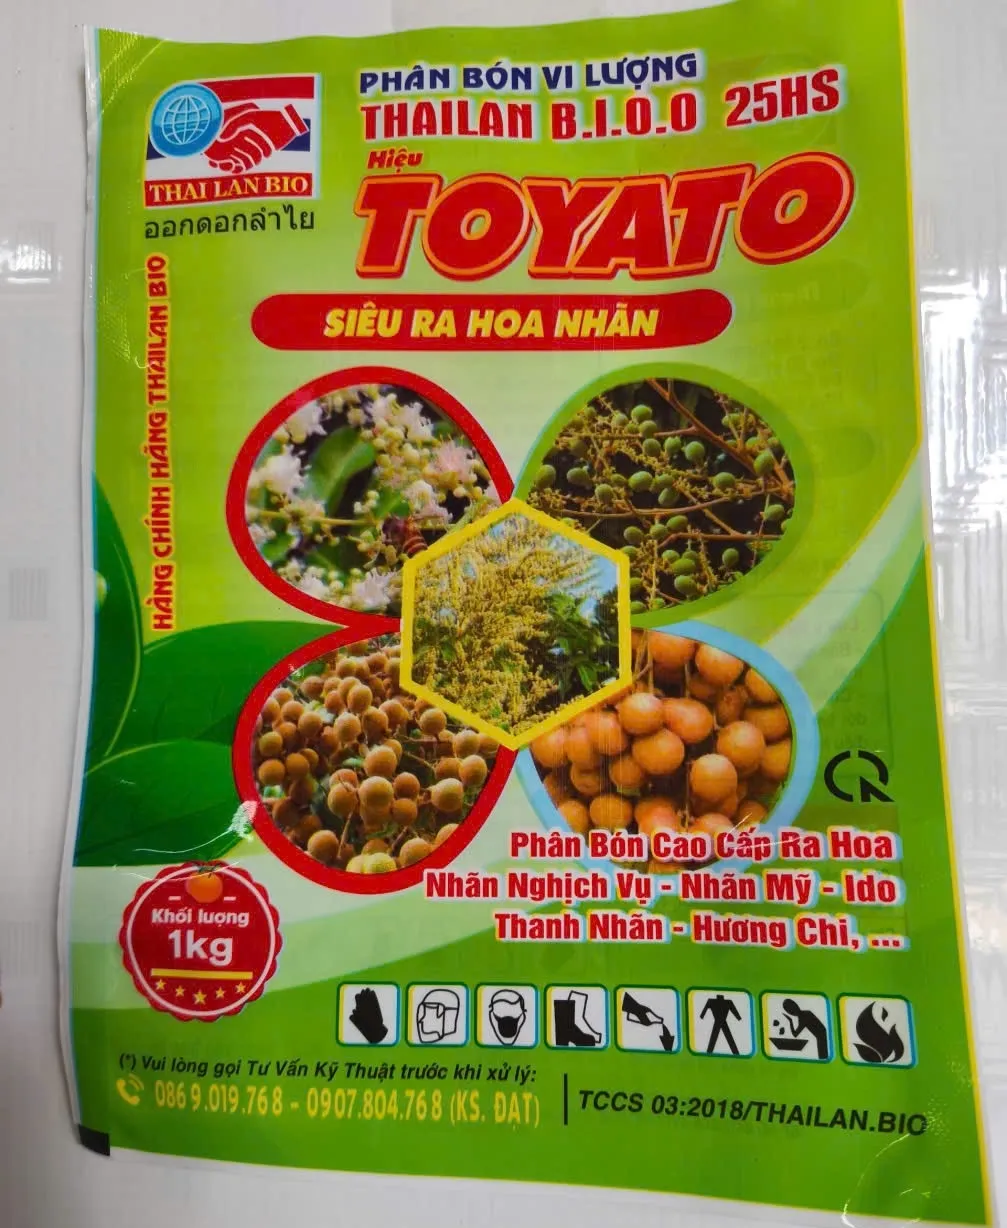 PHÂN BÓN VI LƯỢNG
THAILAN B.I.O.O 25HS
Hiệu
TOYATO
THAI LAN BIO
ออกดอกลำไย
SIÊU RA HOA NHÃN
HÀNG CHÍNH HÃNG THAILAN BIO
Phân Bón Cao Cấp Ra Hoa
Nhãn Nghịch Vụ - Nhãn Mỹ - Ido
Thanh Nhãn - Hương Chi, ...
Khối lượng
1kg
(*) Vui lòng gọi Tư Vấn Kỹ Thuật trước khi xử lý:
0869.019.768 - 0907.804.768 (KS. ĐẠT)
TCCS 03:2018/THAILAN.BIO